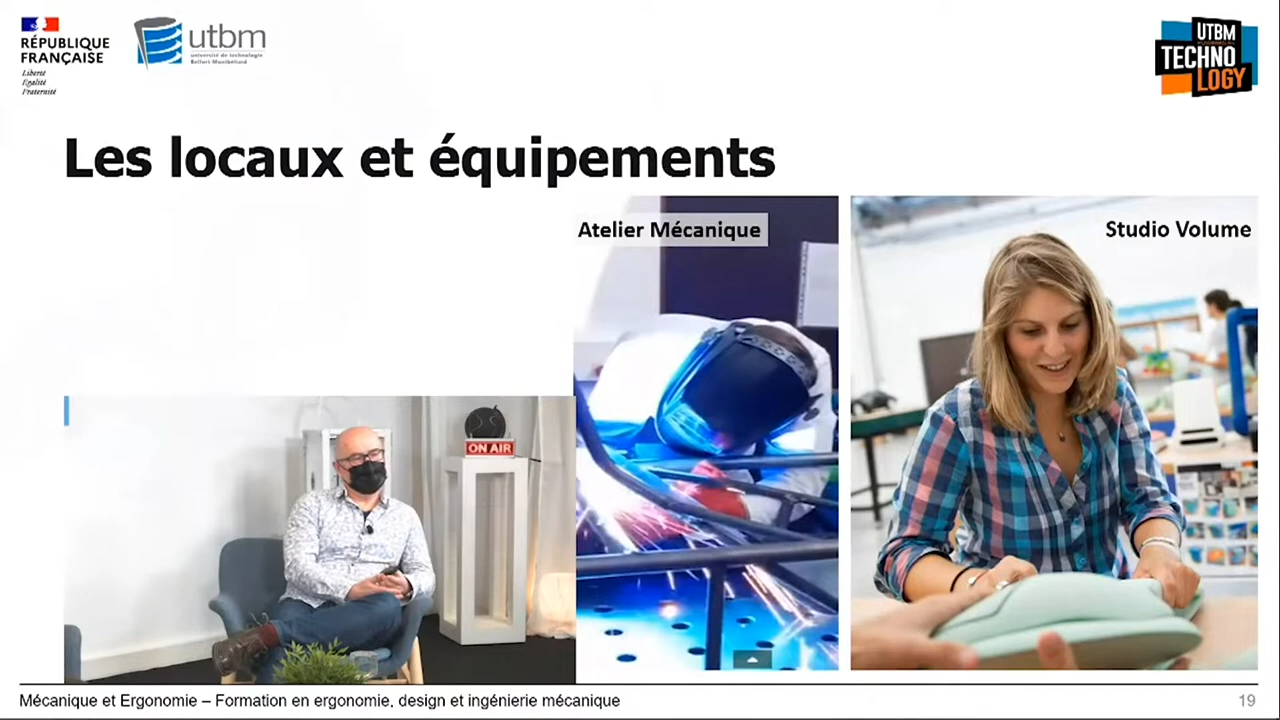 RÉPUBLIQUE
FRANÇAISE
Liberté
Égalité
Fraternité
utbm
université de technologie
Belfort-Montbéliard
UTBM
TECHNO
LOGY
Les locaux et équipements
Atelier Mécanique
Studio Volume
ON AIR
Mécanique et Ergonomie – Formation en ergonomie, design et ingénierie mécanique
19